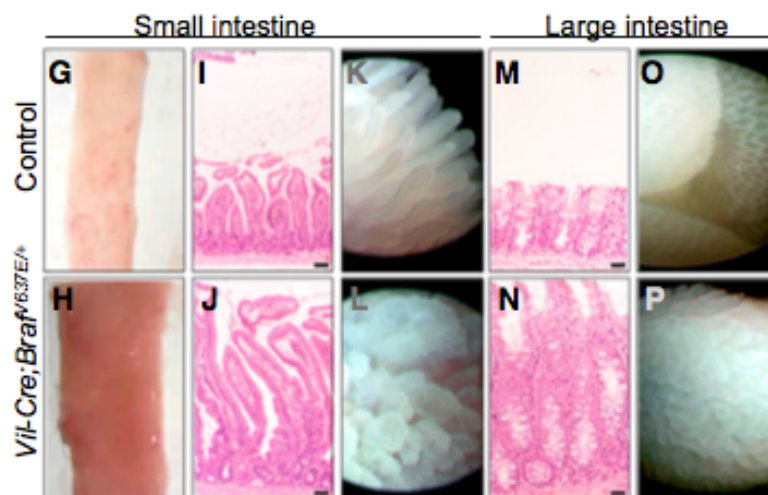 Small intestine Large intestine
G I K M O
Control
H J L N P
Vil-Cre;Braf^V637E/+